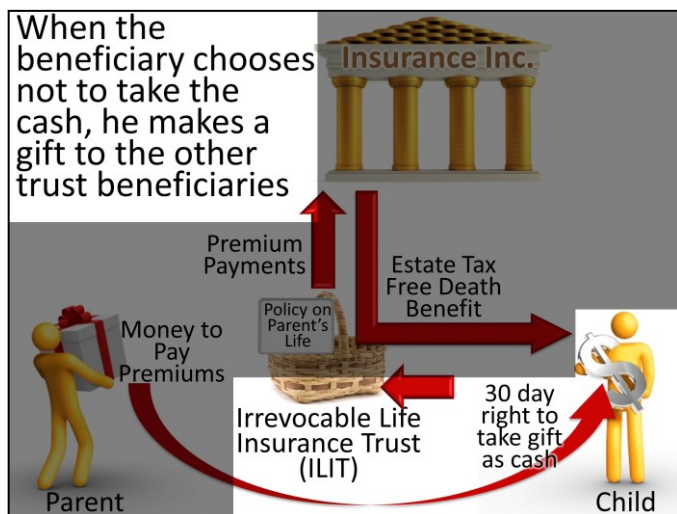 When the
beneficiary chooses
not to take the
cash, he makes a
gift to the other
trust beneficiaries
Insurance Inc.
Premium
Payments
Estate Tax
Free Death
Benefit
Policy on
Parent's
Life
Money to
Pay
Premiums
Irrevocable Life
Insurance Trust
(ILIT)
30 day
right to
take gift
as cash
$
Parent
Child